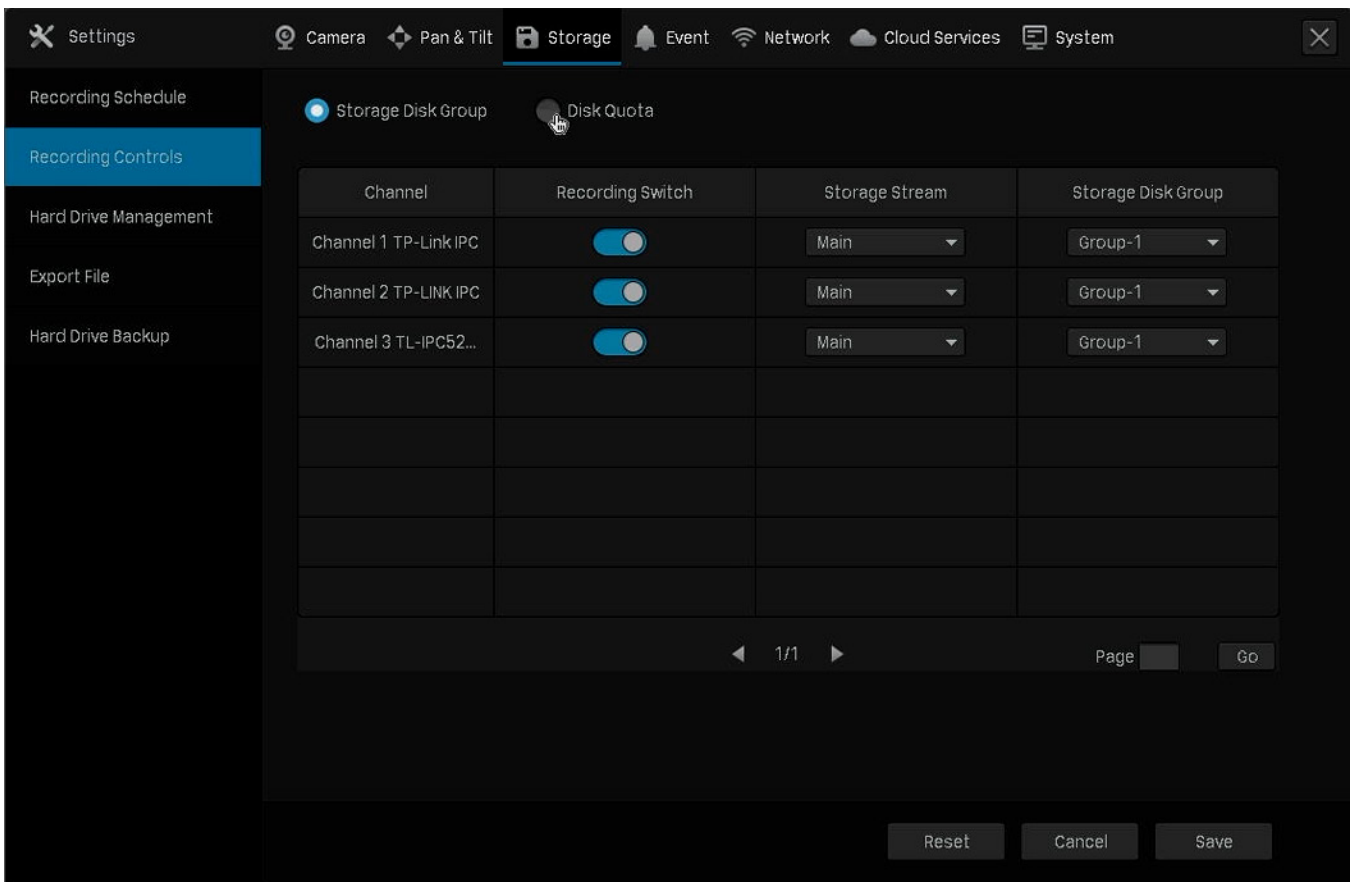 Settings
Camera Pan & Tilt Storage Event Network Cloud Services System
Recording Schedule
Recording Controls
Hard Drive Management
Export File
Hard Drive Backup
Storage Disk Group Disk Quota
Channel Recording Switch Storage Stream Storage Disk Group
Channel 1 TP-Link IPC Main Group-1
Channel 2 TP-LINK IPC Main Group-1
Channel 3 TL-IPC52... Main Group-1
1/1 Page Go
Reset Cancel Save